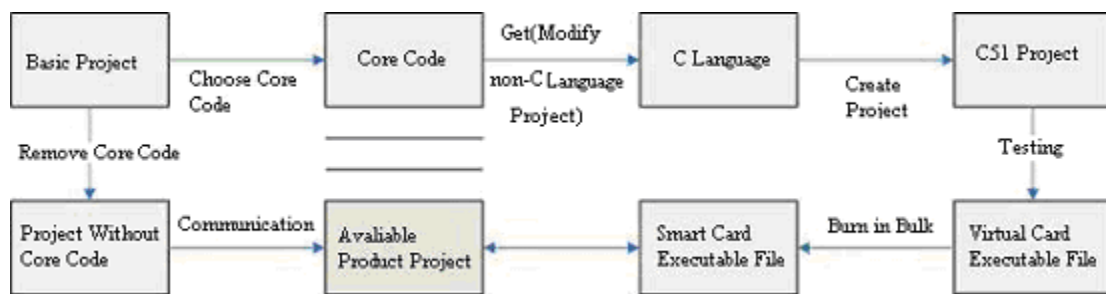 Basic Project
Choose Core
Code
Core Code
Get(Modify
non-C Language
Project)
C Language
Create
Project
C51 Project
Remove Core Code
Testing
Project Without
Core Code
Communication
Avaliable
Product Project
Smart Card
Executable File
Burn in Bulk
Virtual Card
Executable File